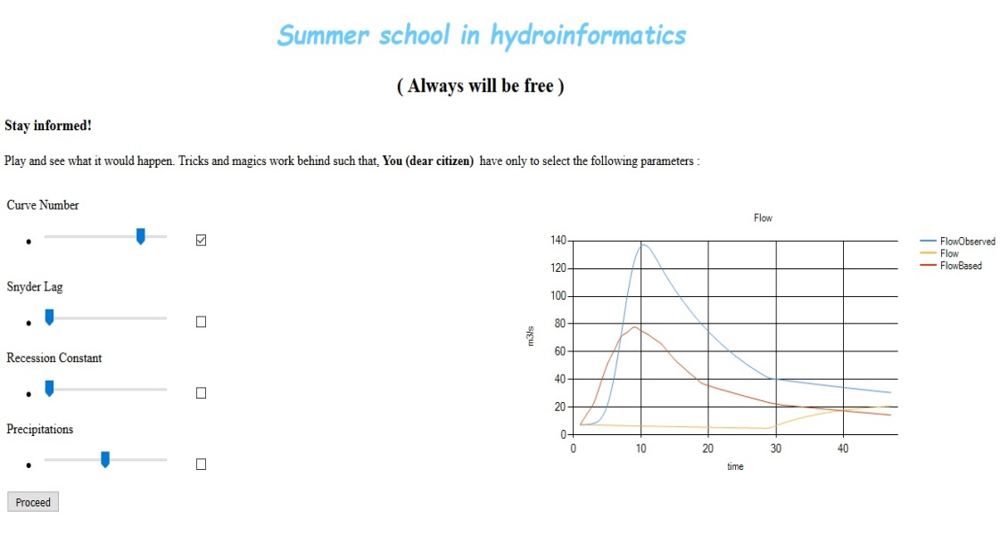 Summer school in hydroinformatics
( Always will be free )
Stay informed!
Play and see what it would happen. Tricks and magics work behind such that, You (dear citizen) have only to select the following parameters :
Curve Number
Snyder Lag
Recession Constant
Precipitations
Proceed
Flow
140
120
100
80
60
40
20
0
m3/s
0 10 20 30 40
time
FlowObserved
Flow
FlowBased